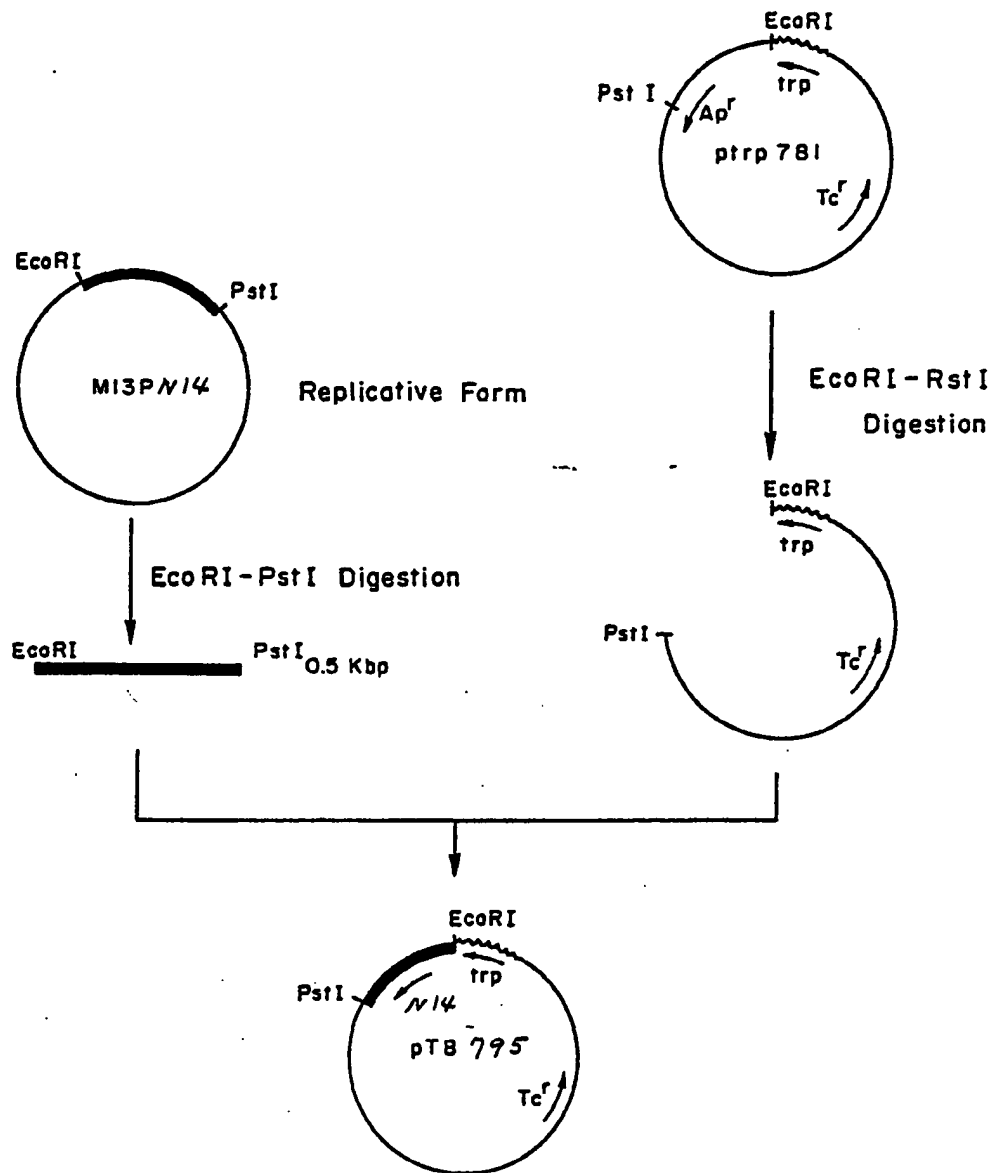 EcoRI
trp
Pst I
Apr
ptrp 781
Tcr
EcoRI
PstI
M13PN14
Replicative Form
EcoRI-RstI
Digestion
EcoRI
trp
EcoRI-PstI Digestion
PstI
EcoRI
PstI
0.5 Kbp
Tcr
EcoRI
trp
PstI
N14
pT8-795
Tcr